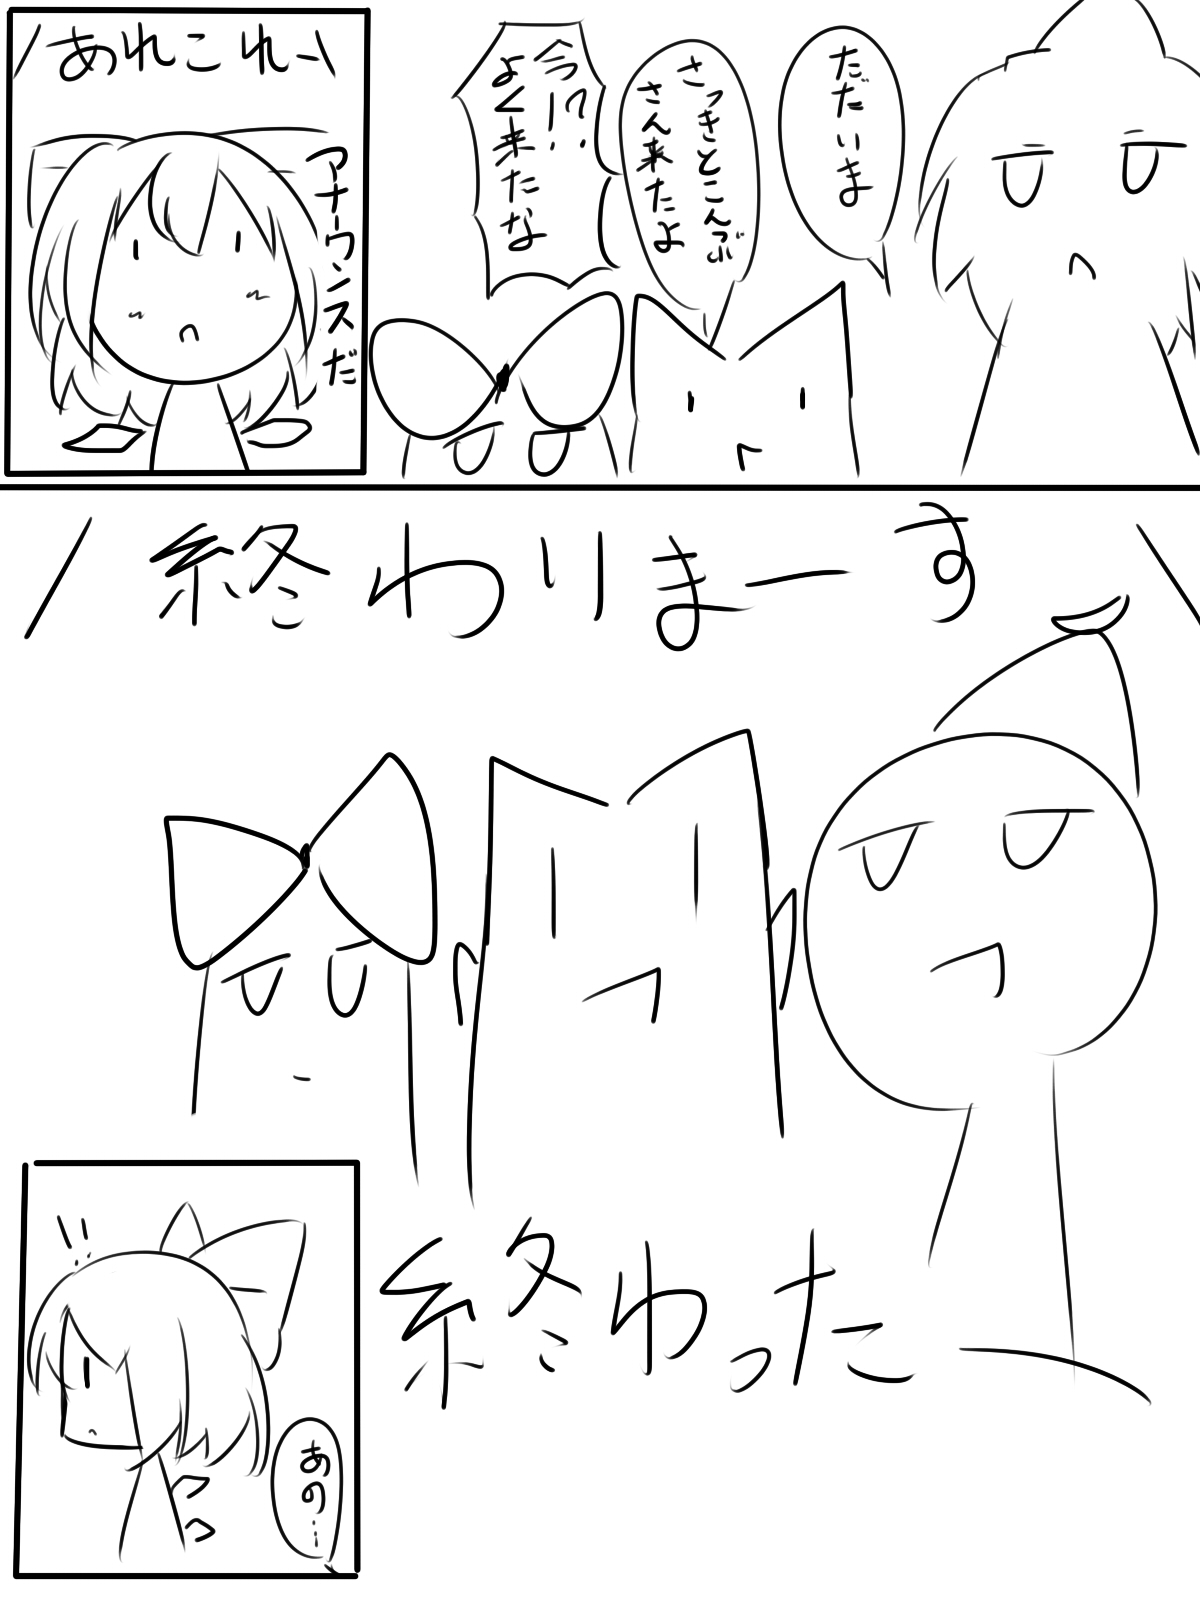 ただいま
さっきとこんぶ
さん来たよ
今!?
よく来たな
\あれこれー/
アナーウンスだ
\終わりまーす/
終わった
あの…